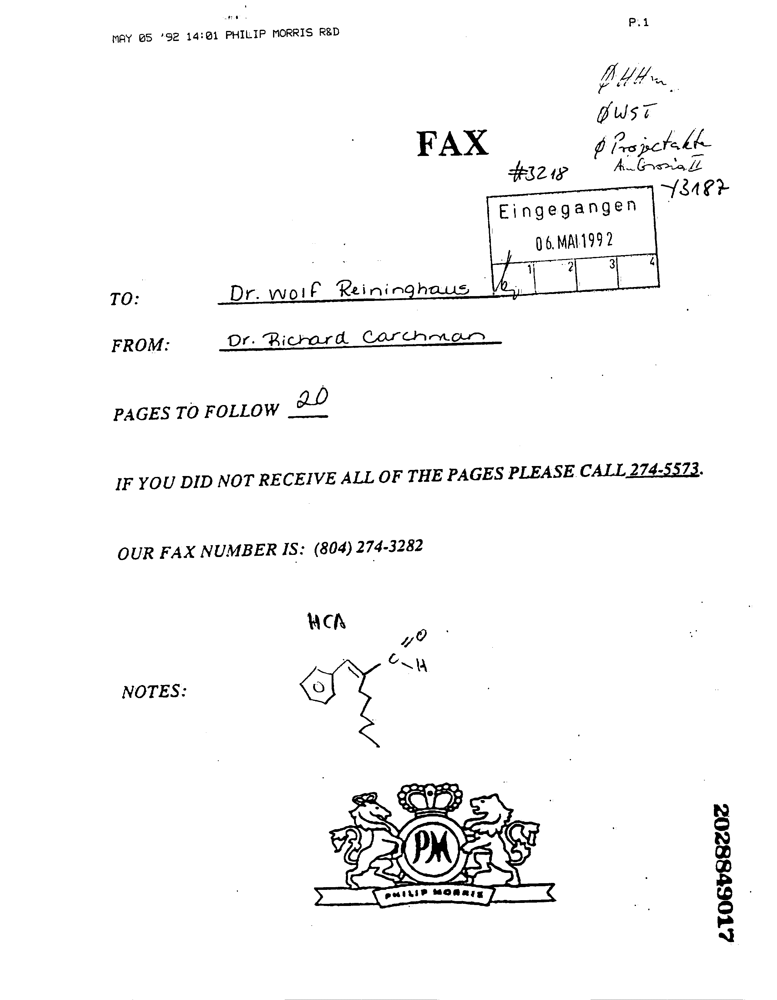 MAY 05 '92 14:01 PHILIP MORRIS R&D
P.1
ØWST
Ø Projectakte
Ambrosia II
Y3187
FAX
#3218
Eingegangen
06. MAI 1992
1 2 3 4
TO: Dr. Wolf Reininghaus
FROM: Dr. Richard Carchman
PAGES TO FOLLOW 20
IF YOU DID NOT RECEIVE ALL OF THE PAGES PLEASE CALL 274-5573.
OUR FAX NUMBER IS: (804) 274-3282
HCA
O
C
H
NOTES:
PM
PHILIP MORRIS
2028849017